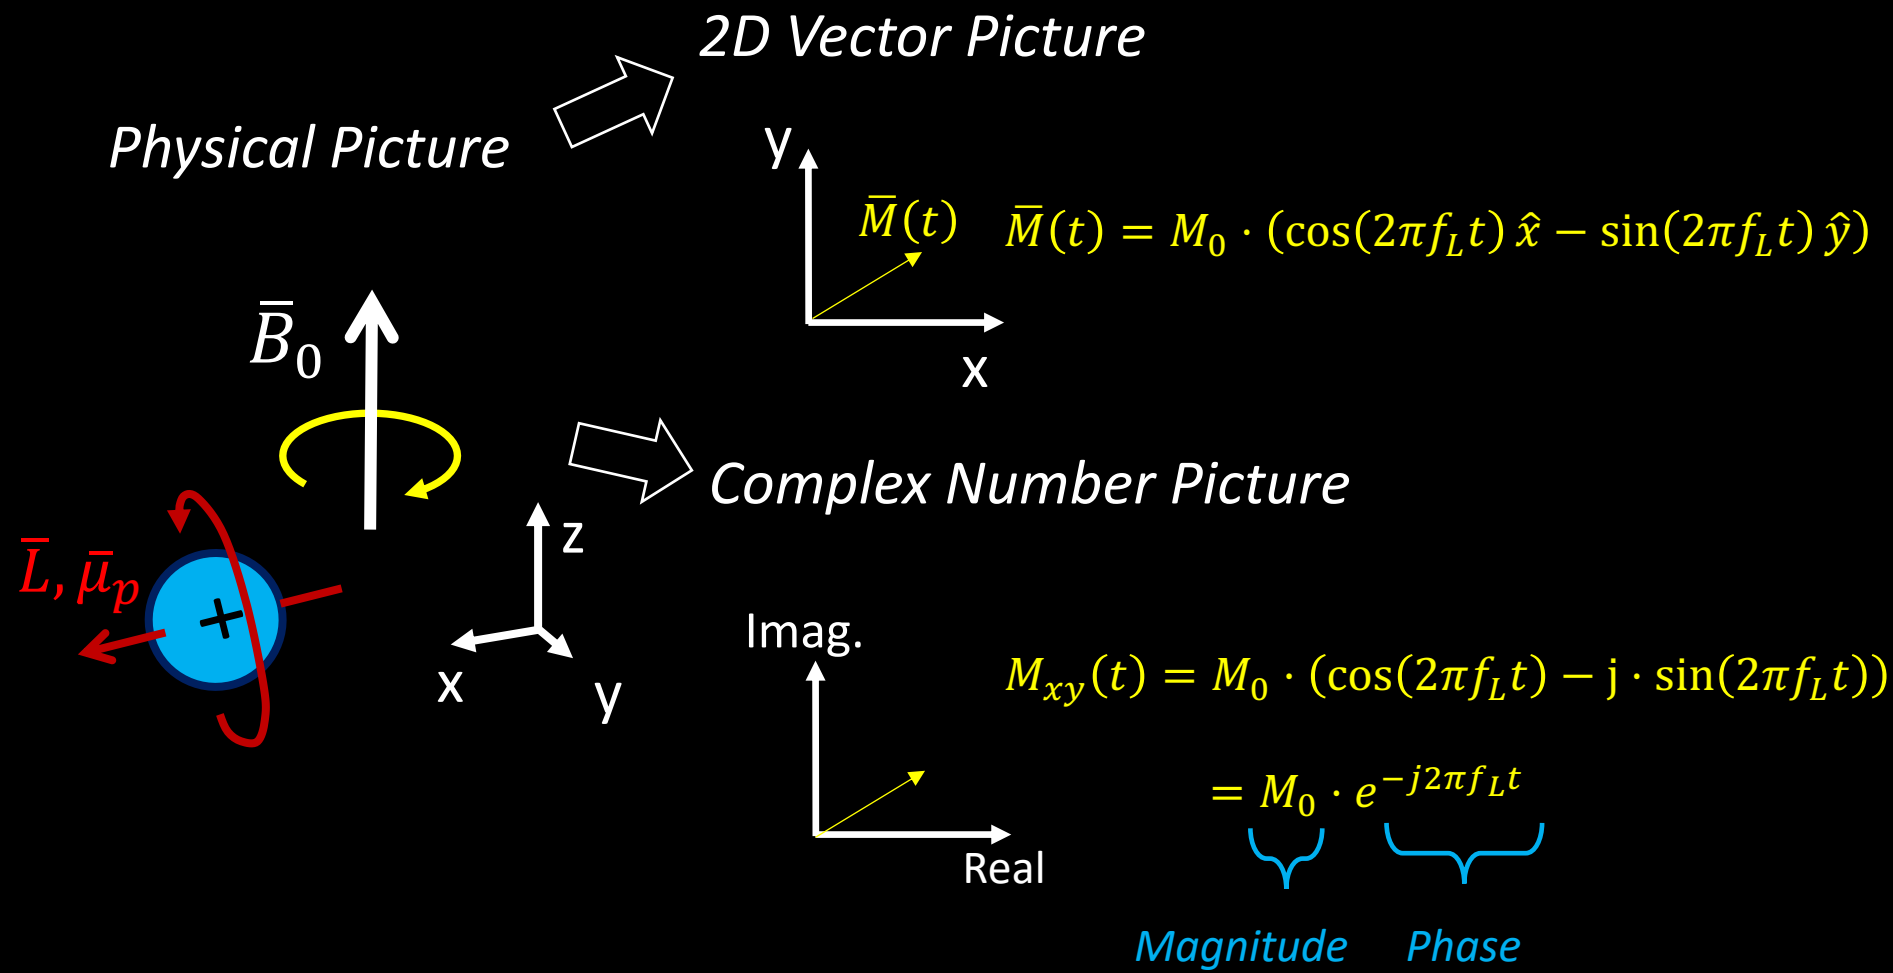 2D Vector Picture
Physical Picture
y
M̅(t)
M̅(t) = M₀ · (cos(2πf_L t) x̂ − sin(2πf_L t) ŷ)
x
B̅₀
Complex Number Picture
z
L̅, μ̅_p
+
x
y
Imag.
M_xy(t) = M₀ · (cos(2πf_L t) − j · sin(2πf_L t))
= M₀ · e^(−j2πf_L t)
Real
Magnitude Phase